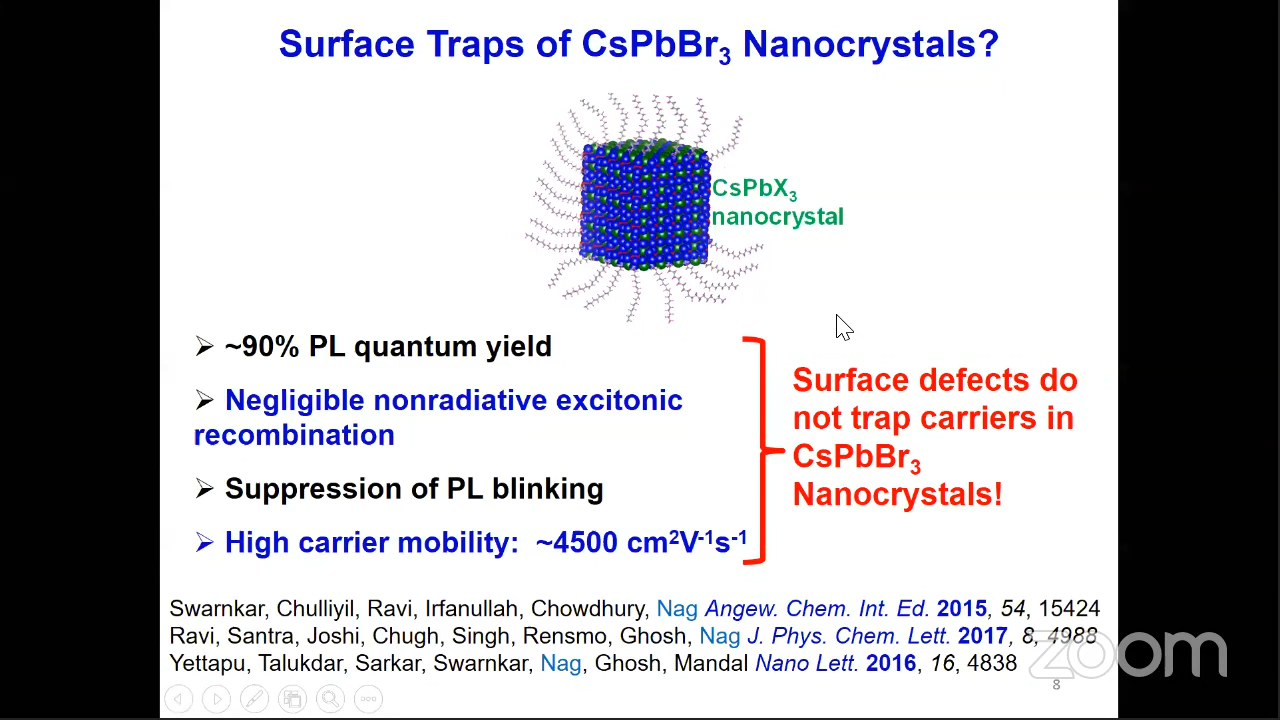 Surface Traps of CsPbBr₃ Nanocrystals?
CsPbX₃
nanocrystal
➢ ~90% PL quantum yield
➢ Negligible nonradiative excitonic
recombination
➢ Suppression of PL blinking
➢ High carrier mobility: ~4500 cm²V⁻¹s⁻¹
Surface defects do
not trap carriers in
CsPbBr₃
Nanocrystals!
Swarnkar, Chulliyil, Ravi, Irfanullah, Chowdhury, Nag Angew. Chem. Int. Ed. 2015, 54, 15424
Ravi, Santra, Joshi, Chugh, Singh, Rensmo, Ghosh, Nag J. Phys. Chem. Lett. 2017, 8, 4988
Yettapu, Talukdar, Sarkar, Swarnkar, Nag, Ghosh, Mandal Nano Lett. 2016, 16, 4838
zoom
8